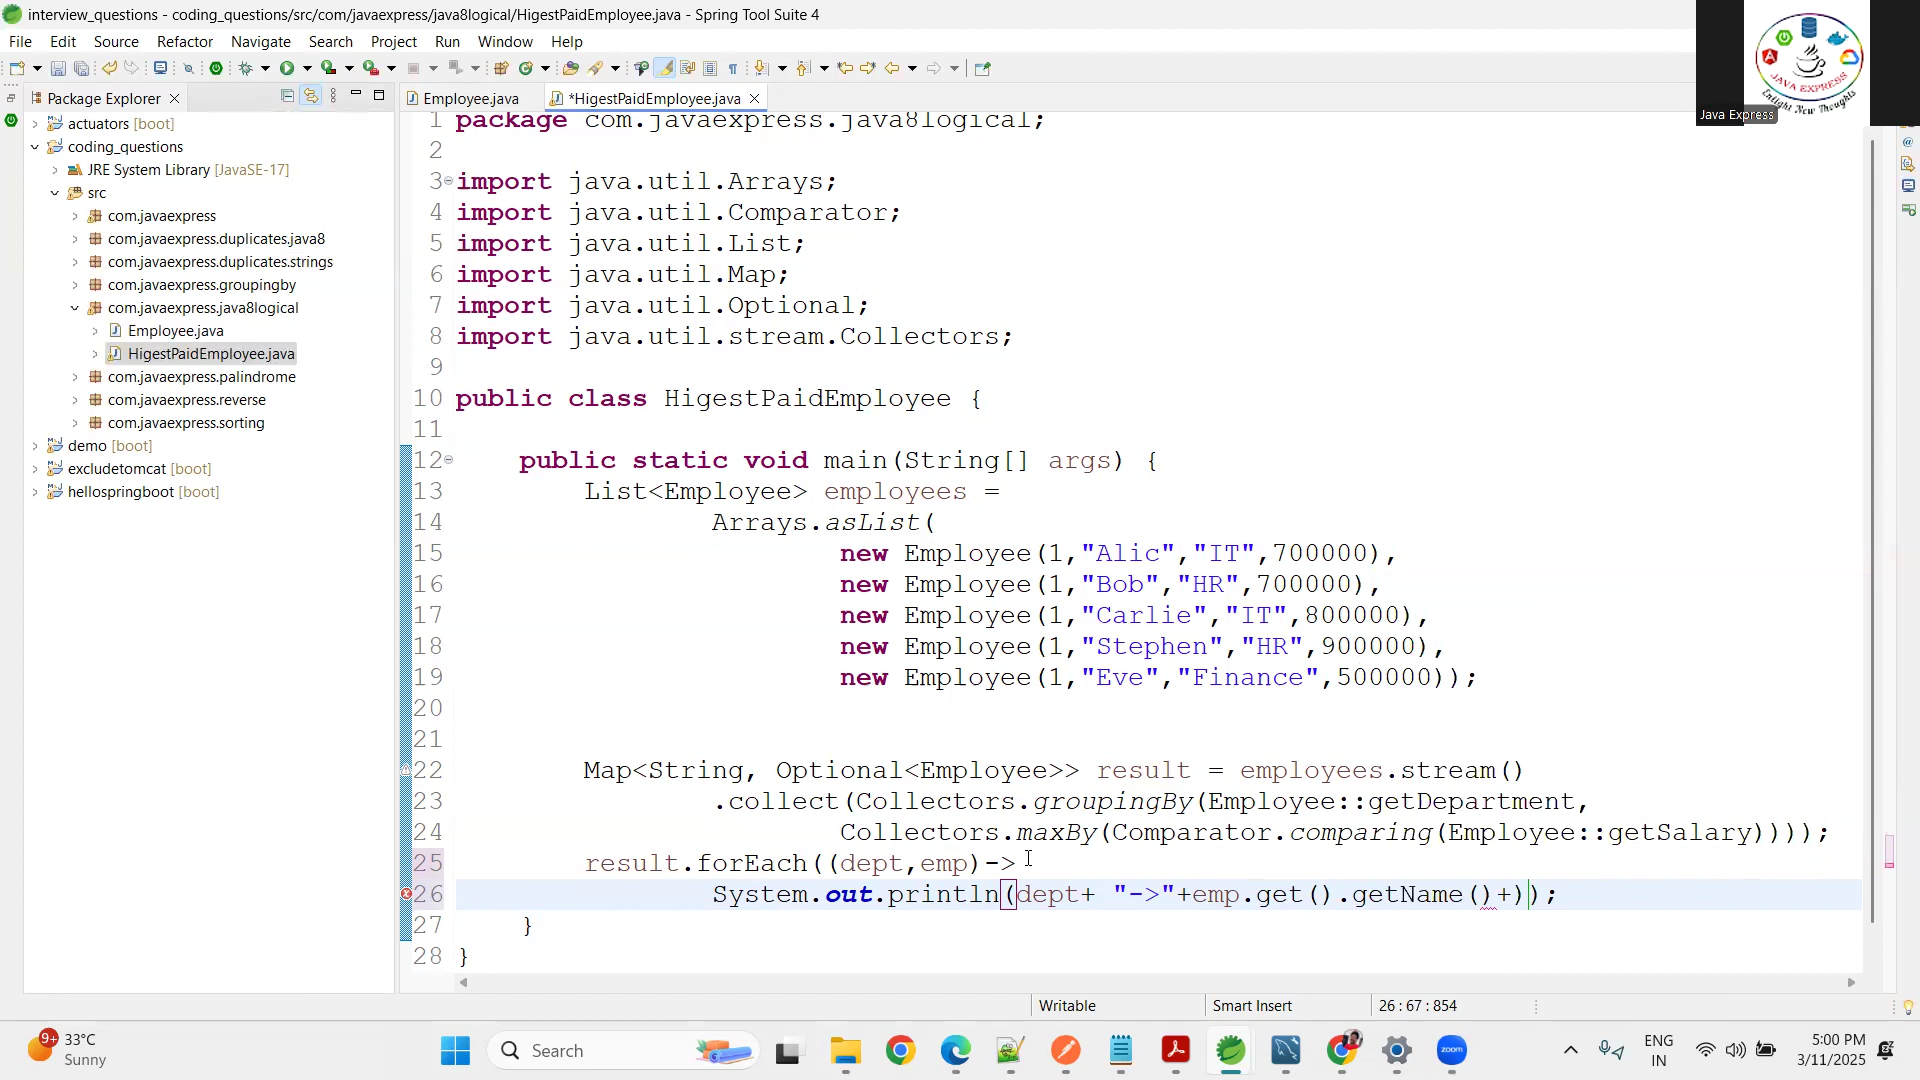 interview_questions - coding_questions/src/com/javaexpress/java8logical/HigestPaidEmployee.java - Spring Tool Suite 4
File Edit Source Refactor Navigate Search Project Run Window Help
JAVA EXPRESS
Enlight New Thoughts
Java Express
Package Explorer
Employee.java
*HigestPaidEmployee.java
actuators [boot]
coding_questions
JRE System Library [JavaSE-17]
src
com.javaexpress
com.javaexpress.duplicates.java8
com.javaexpress.duplicates.strings
com.javaexpress.groupingby
com.javaexpress.java8logical
Employee.java
HigestPaidEmployee.java
com.javaexpress.palindrome
com.javaexpress.reverse
com.javaexpress.sorting
demo [boot]
excludetomcat [boot]
hellospringboot [boot]
1 package com.javaexpress.java8logical;
2
3 import java.util.Arrays;
4 import java.util.Comparator;
5 import java.util.List;
6 import java.util.Map;
7 import java.util.Optional;
8 import java.util.stream.Collectors;
9
10 public class HigestPaidEmployee {
11
12 public static void main(String[] args) {
13 List<Employee> employees =
14 Arrays.asList(
15 new Employee(1,"Alic","IT",700000),
16 new Employee(1,"Bob","HR",700000),
17 new Employee(1,"Carlie","IT",800000),
18 new Employee(1,"Stephen","HR",900000),
19 new Employee(1,"Eve","Finance",500000));
20
21
22 Map<String, Optional<Employee>> result = employees.stream()
23 .collect(Collectors.groupingBy(Employee::getDepartment,
24 Collectors.maxBy(Comparator.comparing(Employee::getSalary))));
25 result.forEach((dept,emp)->
26 System.out.println(dept+ "->"+emp.get().getName()+));
27 }
28 }
Writable
Smart Insert
26 : 67 : 854
9+
33°C
Sunny
Search
zoom
ENG
IN
5:00 PM
3/11/2025